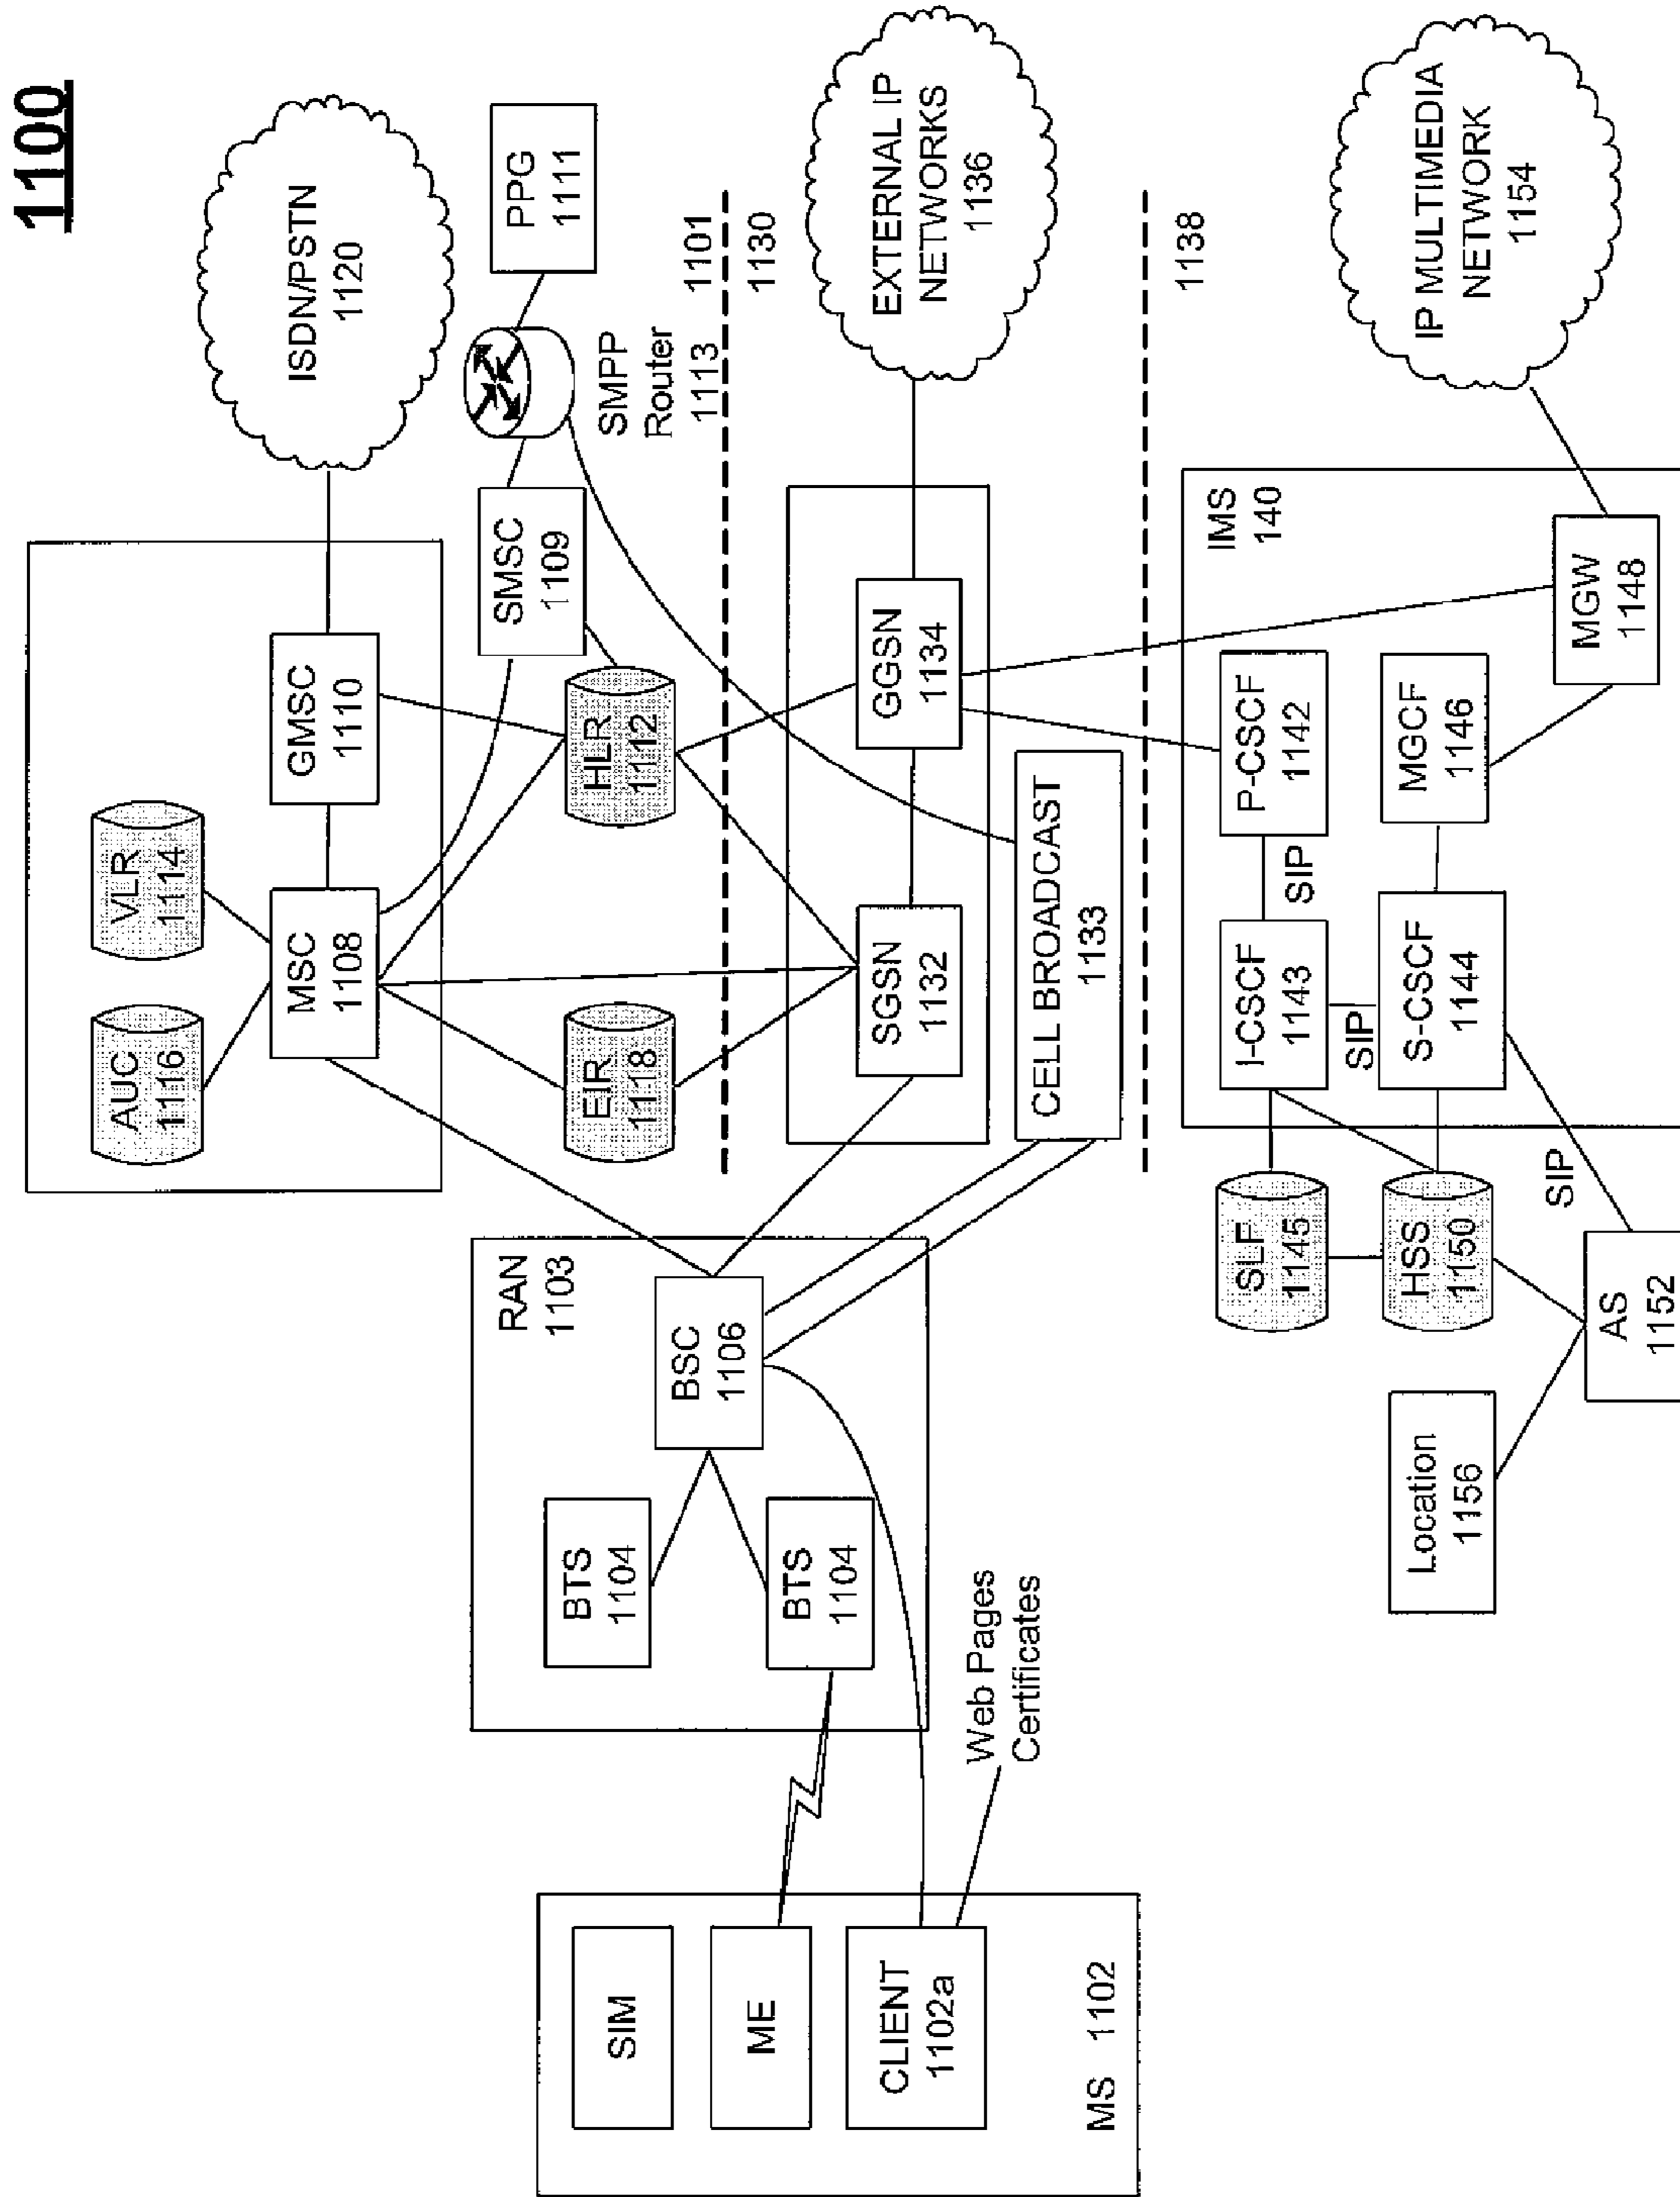 1100
ISDN/PSTN
1120
VLR
1114
AUC
1116
GMSC
1110
MSC
1108
PPG
1111
SMPP
Router
1113
SMSC
1109
HLR
1112
EIR
1118
1101
1130
RAN
1103
BTS
1104
BSC
1106
BTS
1104
EXTERNAL IP
NETWORKS
1136
GGSN
1134
SGSN
1132
CELL BROADCAST
1133
SIM
ME
CLIENT
1102a
MS 1102
Web Pages
Certificates
1138
IMS
140
P-CSCF
1142
SIP
I-CSCF
1143
SIP
S-CSCF
1144
MGCF
1146
MGW
1148
IP MULTIMEDIA
NETWORK
1154
SLF
1145
HSS
1150
SIP
AS
1152
Location
1156